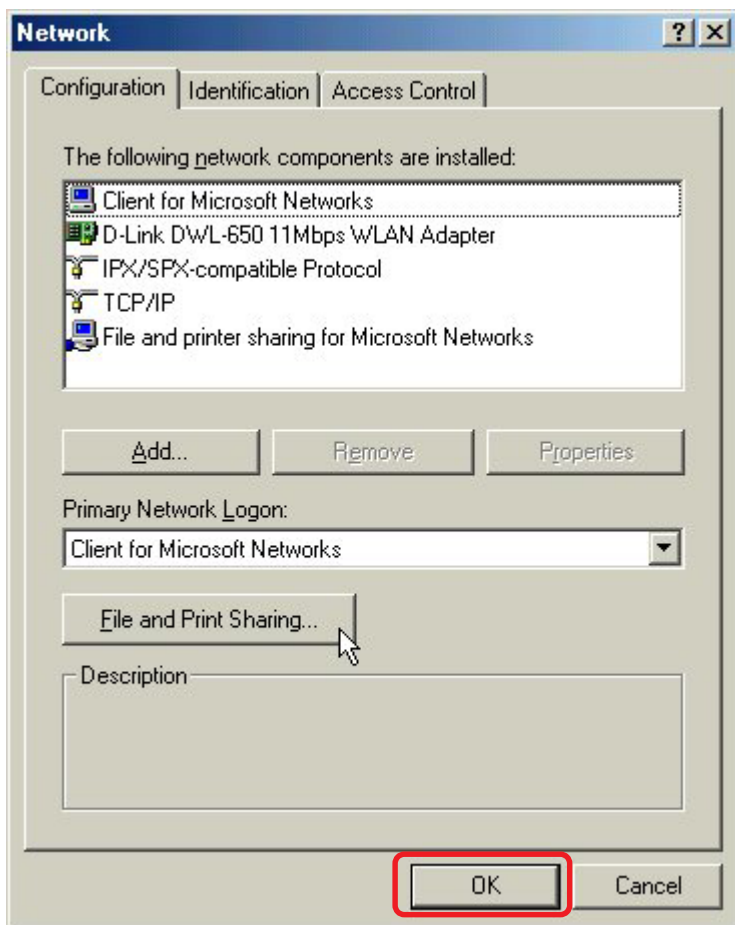 Network
Configuration Identification Access Control
The following network components are installed:
Client for Microsoft Networks
D-Link DWL-650 11Mbps WLAN Adapter
IPX/SPX-compatible Protocol
TCP/IP
File and printer sharing for Microsoft Networks
Add... Remove Properties
Primary Network Logon:
Client for Microsoft Networks
File and Print Sharing...
Description
OK Cancel